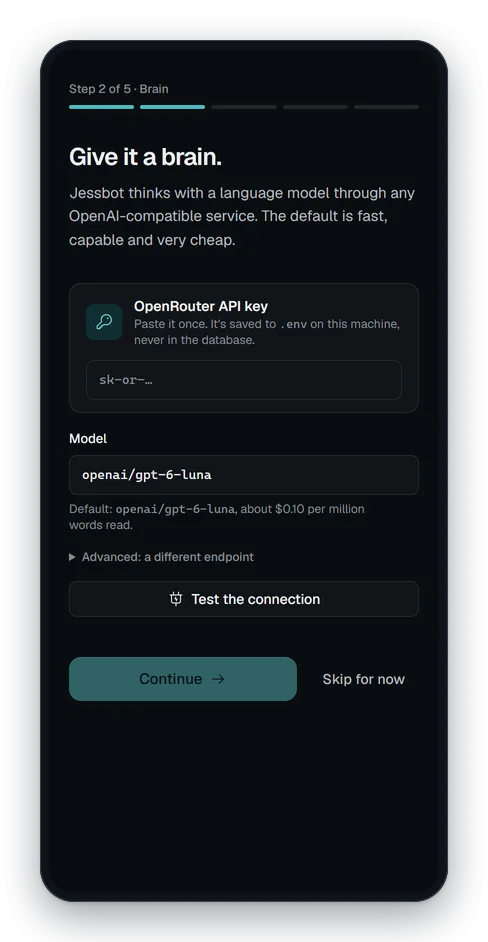 Step 2 of 5 · Brain
Give it a brain.
Jessbot thinks with a language model through any
OpenAI-compatible service. The default is fast,
capable and very cheap.
OpenRouter API key
Paste it once. It's saved to .env on this machine,
never in the database.
sk-or-…
Model
openai/gpt-6-luna
Default: openai/gpt-6-luna, about $0.10 per million
words read.
Advanced: a different endpoint
Test the connection
Continue →
Skip for now